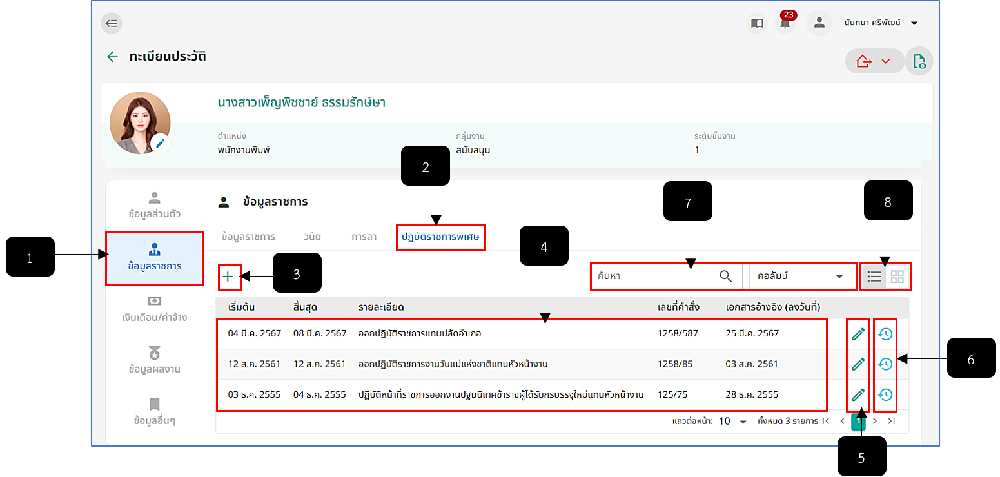 23
นันทนา ศรีพัฒน์
ทะเบียนประวัติ
นางสาวเพ็ญพิชชาย์ ธรรมรักษ์ษา
ตำแหน่ง กลุ่มงาน ระดับชั้นงาน
พนักงานพิมพ์ สนับสนุน 1
2
7
8
ข้อมูลส่วนตัว
ข้อมูลราชการ
ข้อมูลราชการ วินัย การลา ปฏิบัติราชการพิเศษ
1
ข้อมูลราชการ
3
4
ค้นหา คอลัมน์
เงินเดือน/ค่าจ้าง
ข้อมูลผลงาน
ข้อมูลอื่นๆ
เริ่มต้น สิ้นสุด รายละเอียด เลขที่คำสั่ง เอกสารอ้างอิง (ลงวันที่)
04 มี.ค. 2567 08 มี.ค. 2567 ออกปฏิบัติราชการแทนปลัดอำเภอ 1258/587 25 มี.ค. 2567
12 ส.ค. 2561 12 ส.ค. 2561 ออกปฏิบัติราชการงานวันแม่แห่งชาติแทนหัวหน้างาน 1258/85 03 ส.ค. 2561
03 ธ.ค. 2555 04 ธ.ค. 2555 ปฏิบัติหน้าที่ราชการออกงานปฐมนิเทศข้าราชผู้ได้รับกรบรรจุใหม่แทนหัวหน้างาน 125/75 28 ธ.ค. 2555
6
แถวต่อหน้า: 10 ทั้งหมด 3 รายการ 1
5